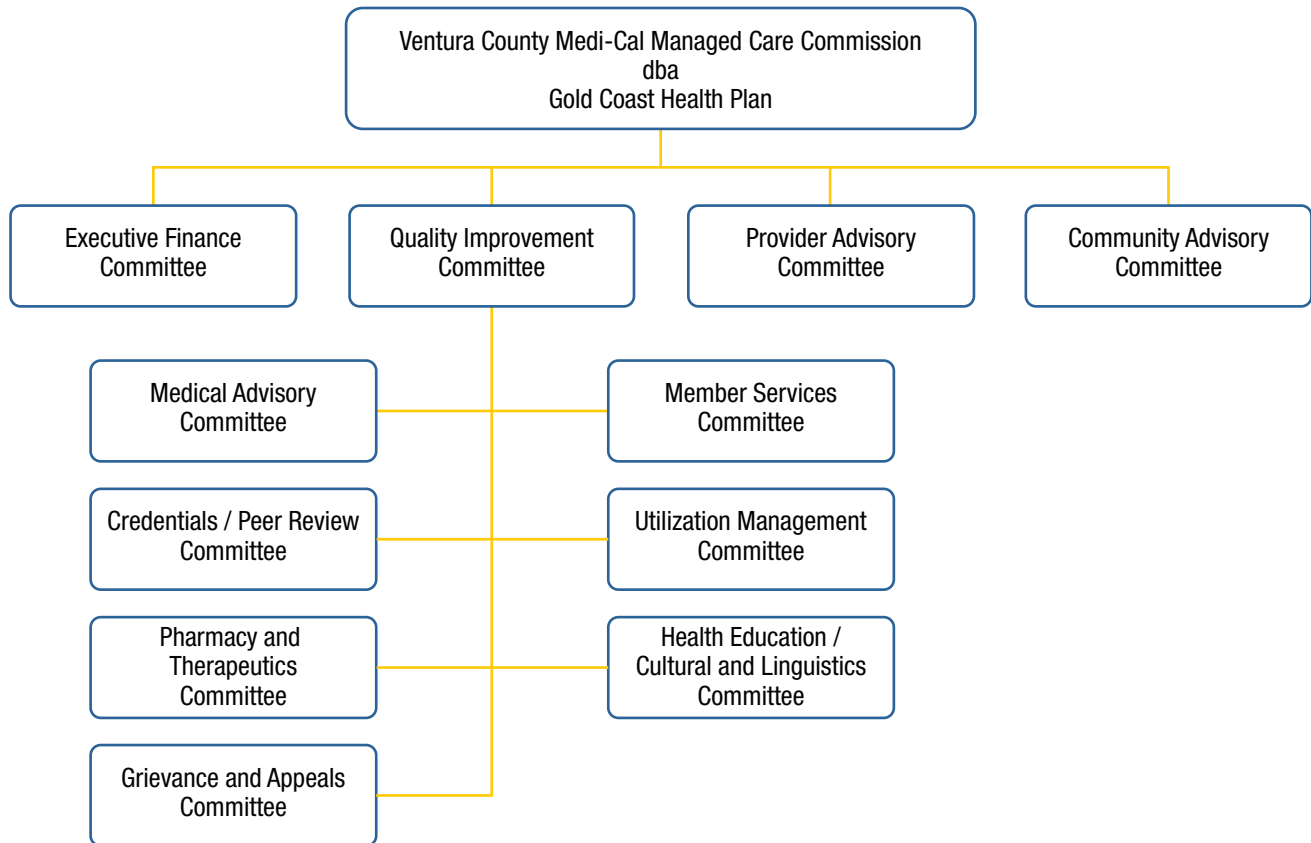 Ventura County Medi-Cal Managed Care Commission
dba
Gold Coast Health Plan
Executive Finance
Committee
Quality Improvement
Committee
Provider Advisory
Committee
Community Advisory
Committee
Medical Advisory
Committee
Member Services
Committee
Credentials / Peer Review
Committee
Utilization Management
Committee
Pharmacy and
Therapeutics
Committee
Health Education /
Cultural and Linguistics
Committee
Grievance and Appeals
Committee